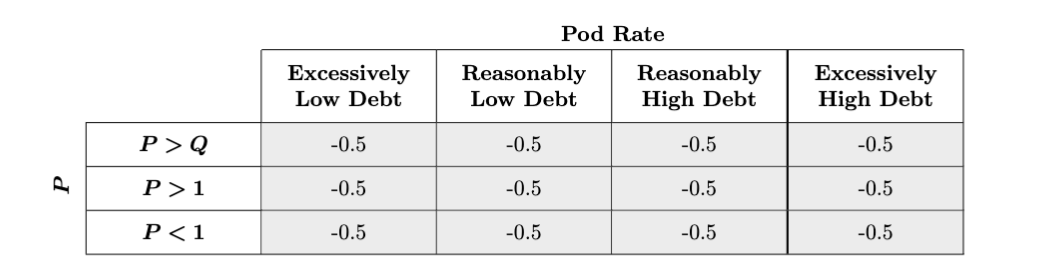 Pod Rate
Excessively Low Debt Reasonably Low Debt Reasonably High Debt Excessively High Debt
P
P > Q -0.5 -0.5 -0.5 -0.5
P > 1 -0.5 -0.5 -0.5 -0.5
P < 1 -0.5 -0.5 -0.5 -0.5